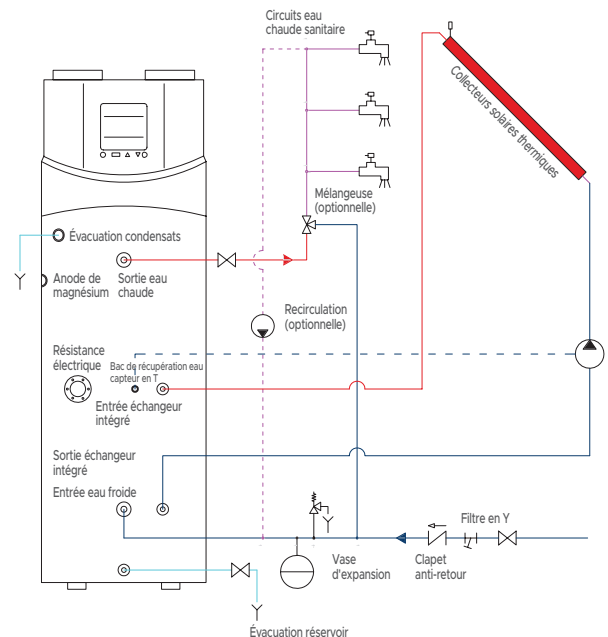 Circuits eau
chaude sanitaire
Collecteurs solaires thermiques
Mélangeuse
(optionnelle)
Évacuation condensats
Anode de
magnésium
Sortie eau
chaude
Recirculation
(optionnelle)
Résistance
électrique
Bac de récupération eau
capteur en T
Entrée échangeur
intégré
Sortie échangeur
intégré
Entrée eau froide
Filtre en Y
Vase
d'expansion
Clapet
anti-retour
Évacuation réservoir